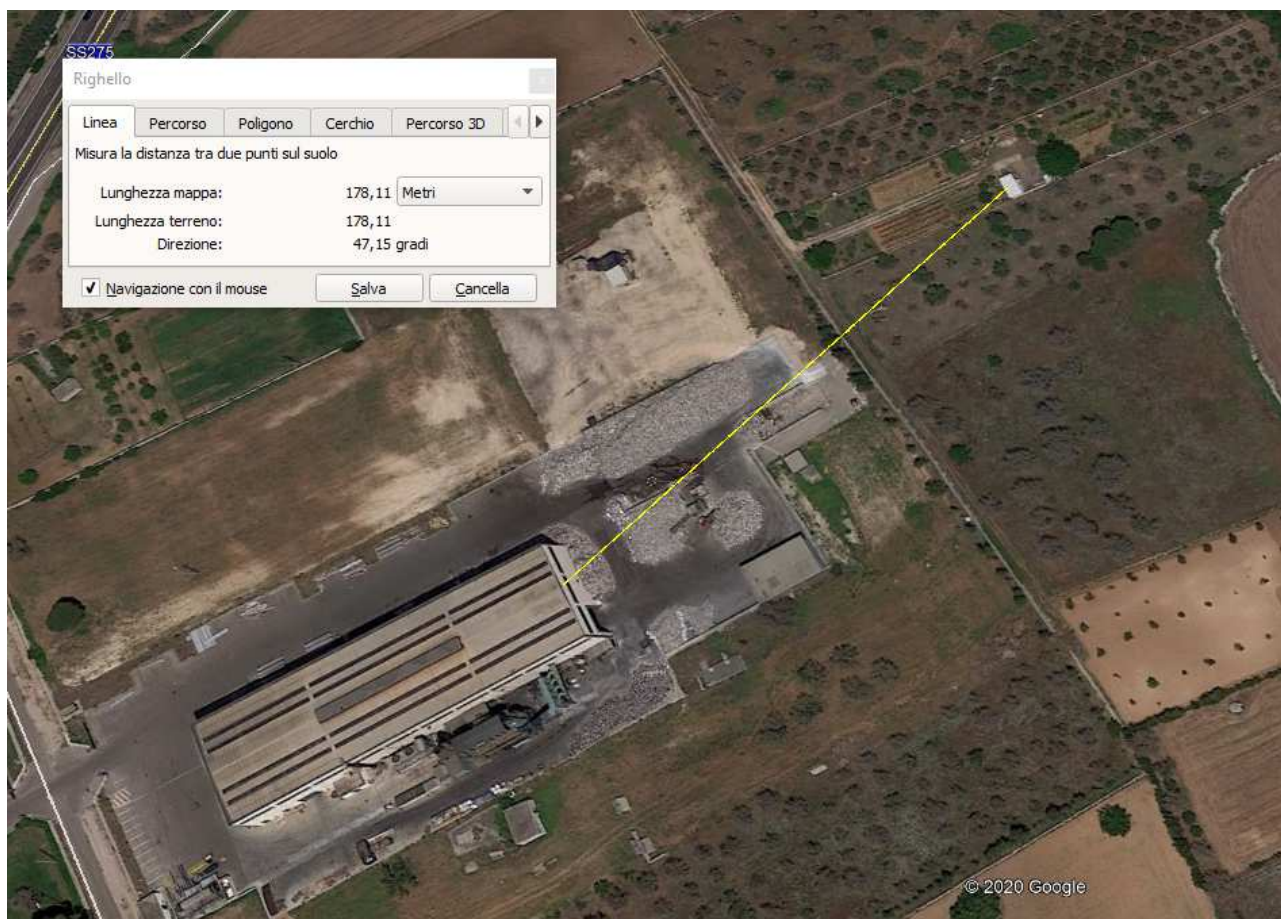 SS275
Righello
Linea Percorso Poligono Cerchio Percorso 3D
Misura la distanza tra due punti sul suolo
Lunghezza mappa: 178,11 Metri
Lunghezza terreno: 178,11
Direzione: 47,15 gradi
Navigazione con il mouse Salva Cancella
© 2020 Google